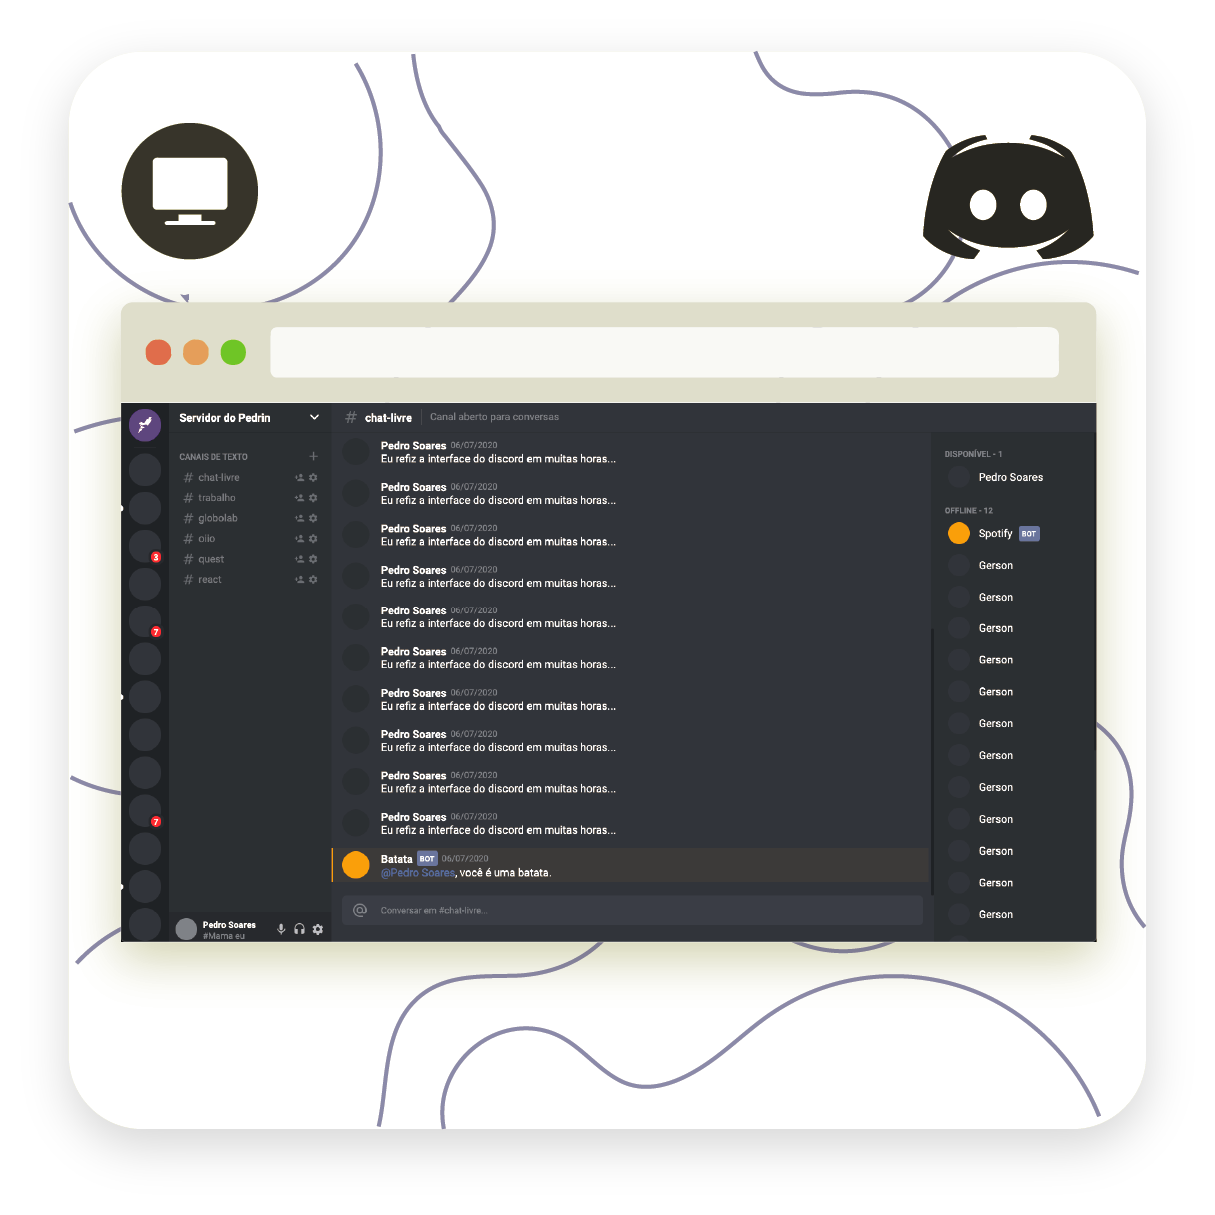 Servidor do Pedrin
# chat-livre
Canal aberto para conversas
CANAIS DE TEXTO
# chat-livre
# trabalho
# globolab
# olio
# quest
# react
3
7
7
Pedro Soares 06/07/2020
Eu refiz a interface do discord em muitas horas...
Pedro Soares 06/07/2020
Eu refiz a interface do discord em muitas horas...
Pedro Soares 06/07/2020
Eu refiz a interface do discord em muitas horas...
Pedro Soares 06/07/2020
Eu refiz a interface do discord em muitas horas...
Pedro Soares 06/07/2020
Eu refiz a interface do discord em muitas horas...
Pedro Soares 06/07/2020
Eu refiz a interface do discord em muitas horas...
Pedro Soares 06/07/2020
Eu refiz a interface do discord em muitas horas...
Pedro Soares 06/07/2020
Eu refiz a interface do discord em muitas horas...
Pedro Soares 06/07/2020
Eu refiz a interface do discord em muitas horas...
Pedro Soares 06/07/2020
Eu refiz a interface do discord em muitas horas...
Batata BOT 06/07/2020
@Pedro Soares, você é uma batata.
@ Conversar em #chat-livre...
Pedro Soares
#Mama eu
DISPONÍVEL - 1
Pedro Soares
OFFLINE - 12
Spotify BOT
Gerson
Gerson
Gerson
Gerson
Gerson
Gerson
Gerson
Gerson
Gerson
Gerson
Gerson
Gerson